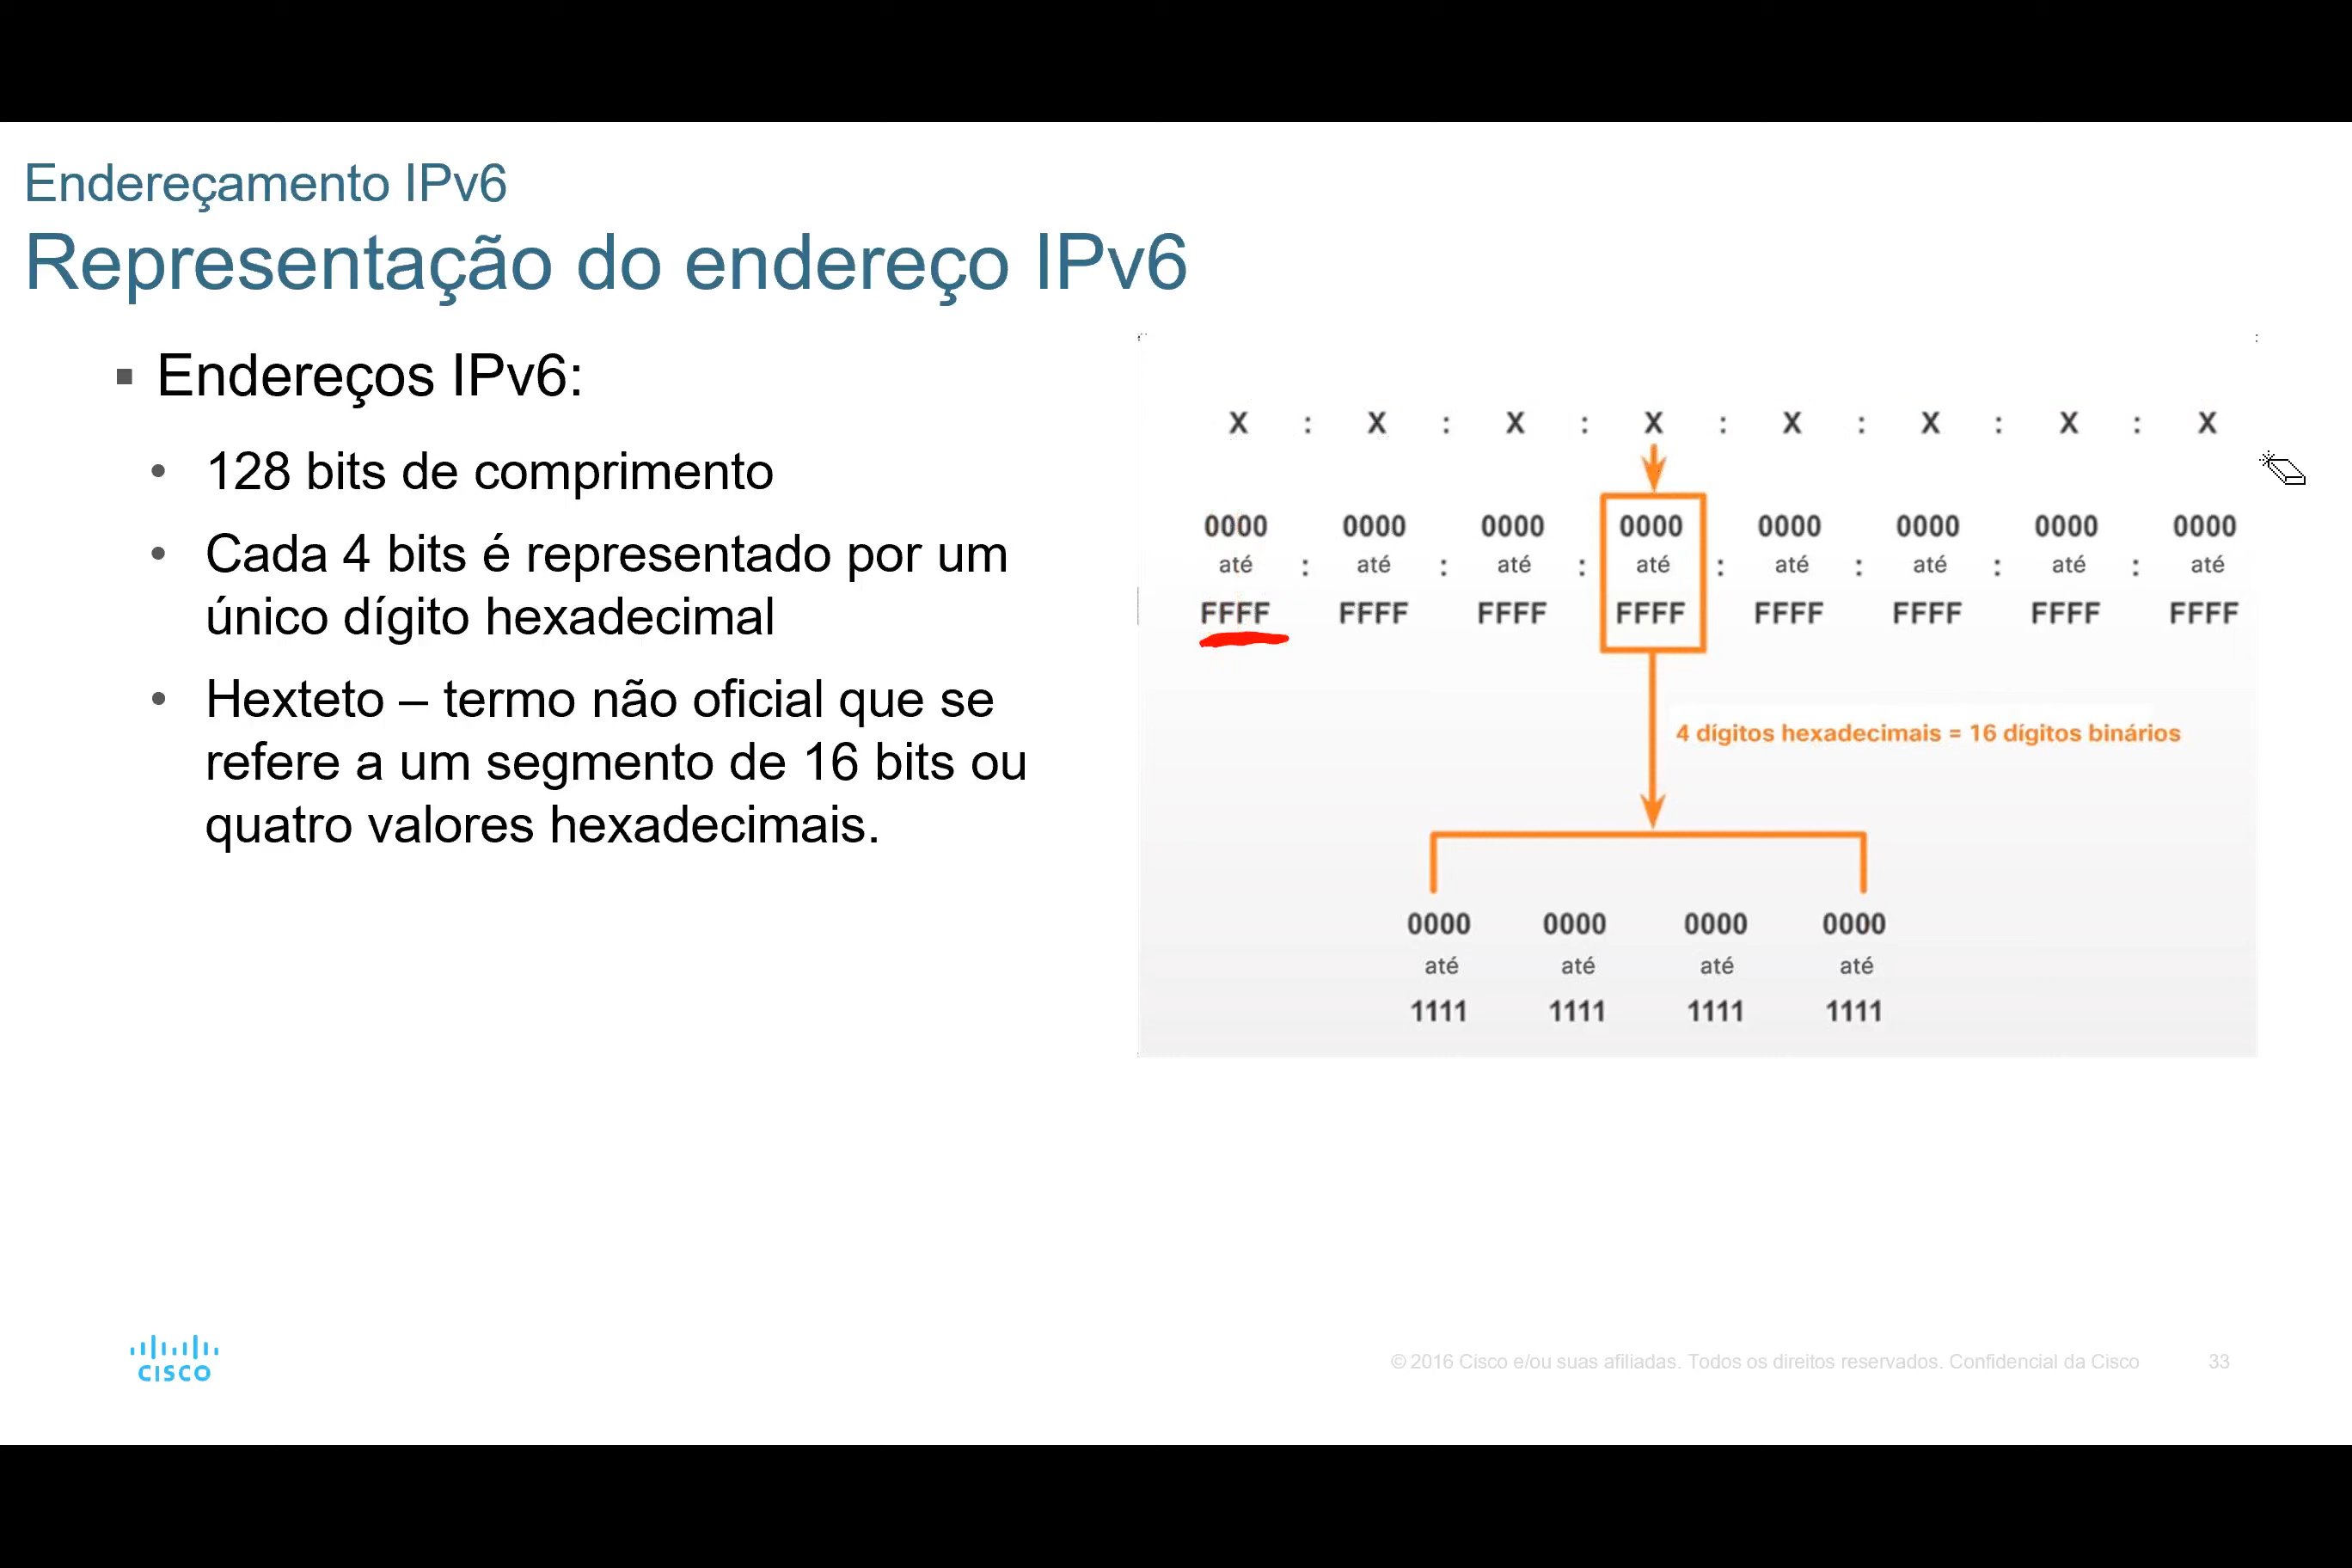 Endereçamento IPv6
Representação do endereço IPv6
▪ Endereços IPv6:
• 128 bits de comprimento
• Cada 4 bits é representado por um
único dígito hexadecimal
• Hexteto – termo não oficial que se
refere a um segmento de 16 bits ou
quatro valores hexadecimais.
X : X : X : X : X : X : X : X
0000 0000 0000 0000 0000 0000 0000 0000
até : até : até : até : até : até : até : até
FFFF FFFF FFFF FFFF FFFF FFFF FFFF FFFF
4 dígitos hexadecimais = 16 dígitos binários
0000 0000 0000 0000
até até até até
1111 1111 1111 1111
CISCO
© 2016 Cisco e/ou suas afiliadas. Todos os direitos reservados. Confidencial da Cisco 33